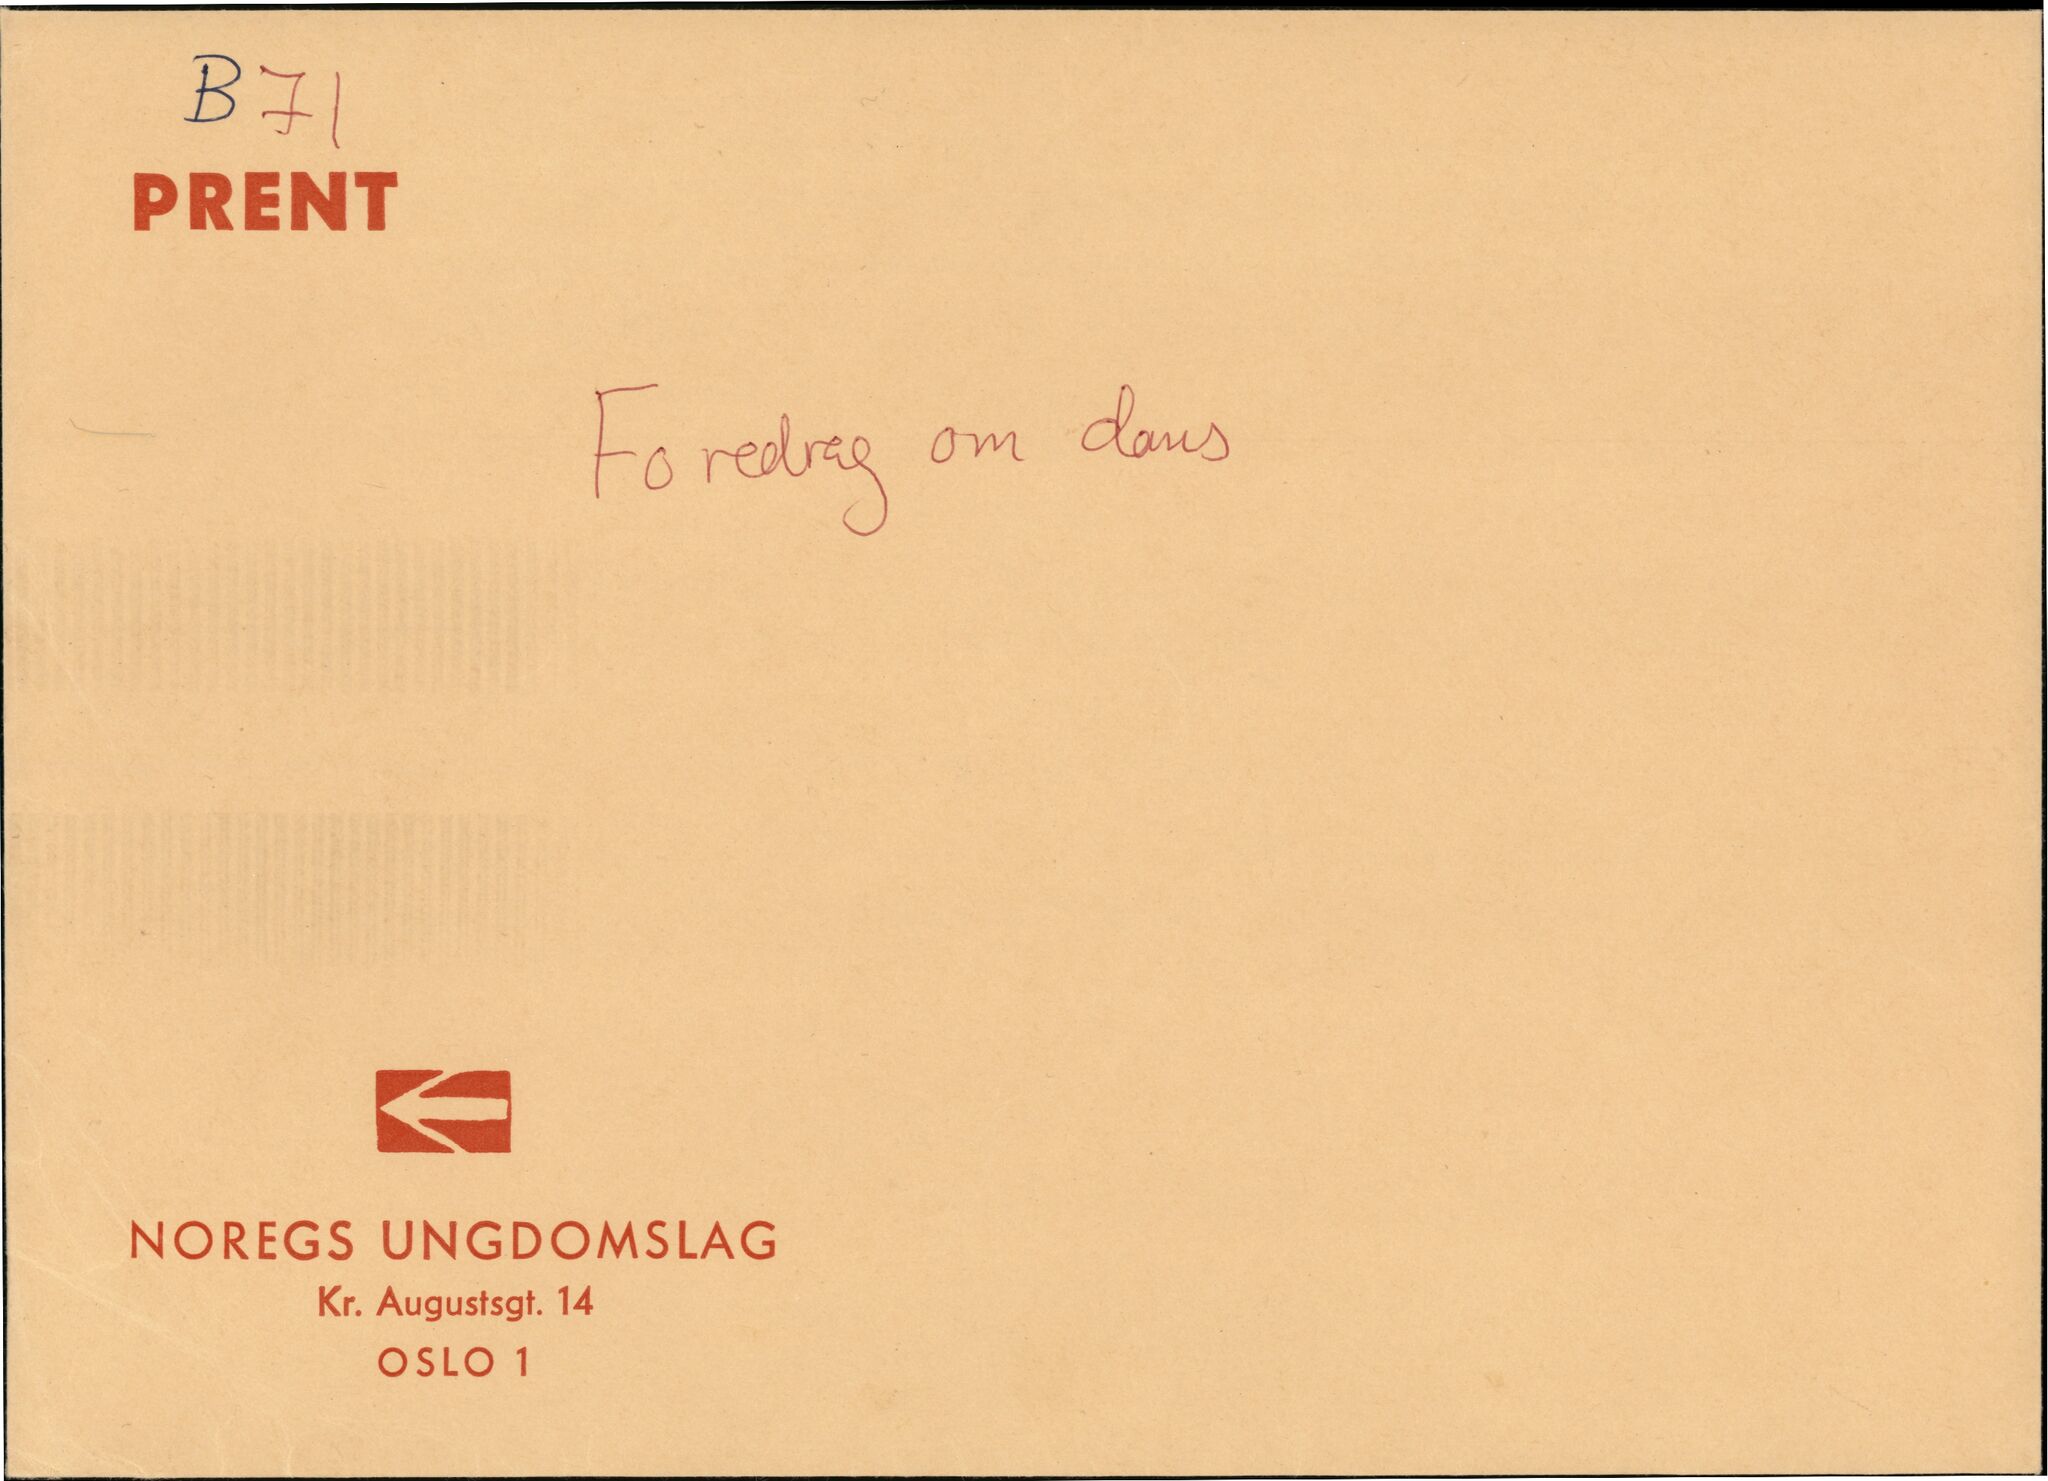 B71
PRENT
Foredrag om dans
NOREGS UNGDOMSLAG
Kr. Augustsgt. 14
OSLO 1